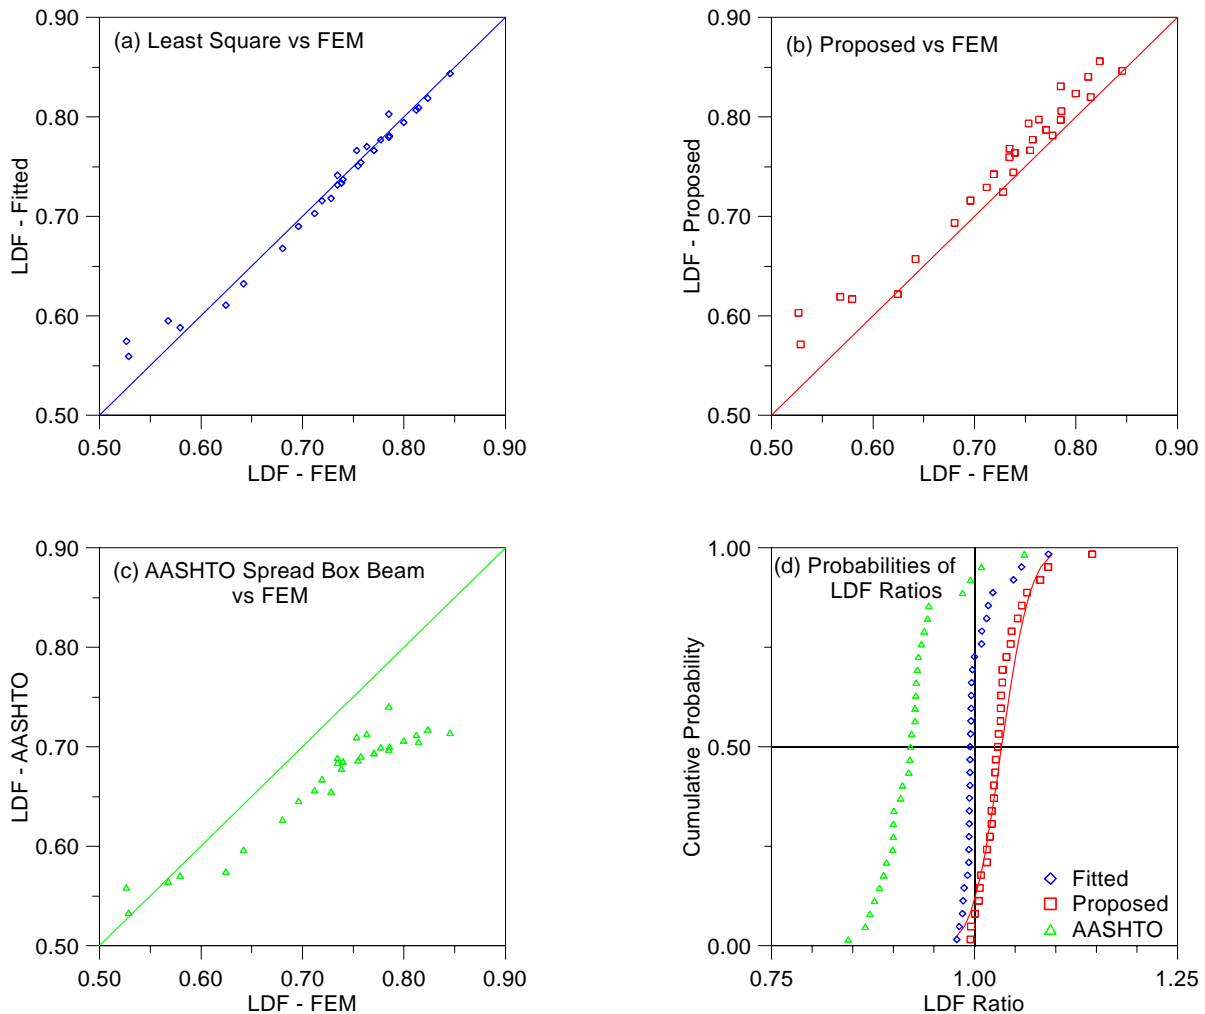 (a) Least Square vs FEM
LDF - Fitted
0.90
0.80
0.70
0.60
0.50
0.50 0.60 0.70 0.80 0.90
LDF - FEM
(b) Proposed vs FEM
LDF - Proposed
0.90
0.80
0.70
0.60
0.50
0.50 0.60 0.70 0.80 0.90
LDF - FEM
(c) AASHTO Spread Box Beam
vs FEM
LDF - AASHTO
0.90
0.80
0.70
0.60
0.50
0.50 0.60 0.70 0.80 0.90
LDF - FEM
(d) Probabilities of
LDF Ratios
Cumulative Probability
1.00
0.50
0.00
Fitted
Proposed
AASHTO
0.75 1.00 1.25
LDF Ratio